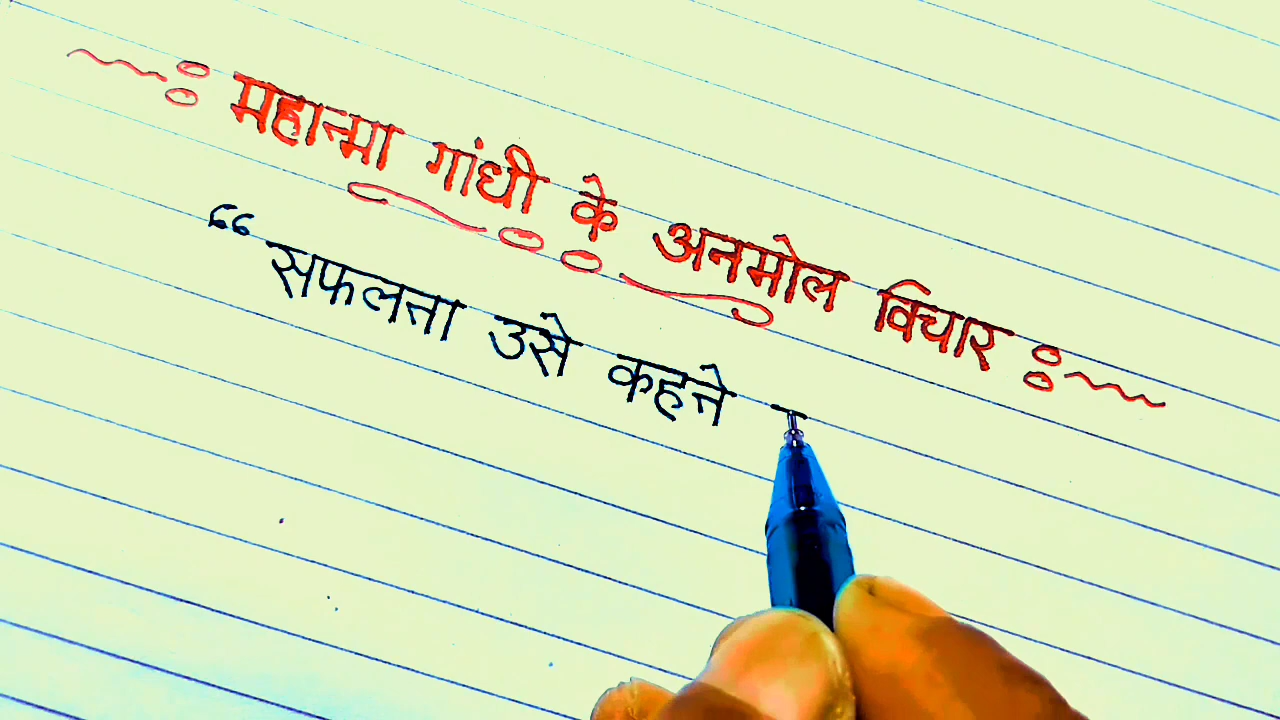 महात्मा गांधी के अनमोल विचार
“सफलता उसे कहते